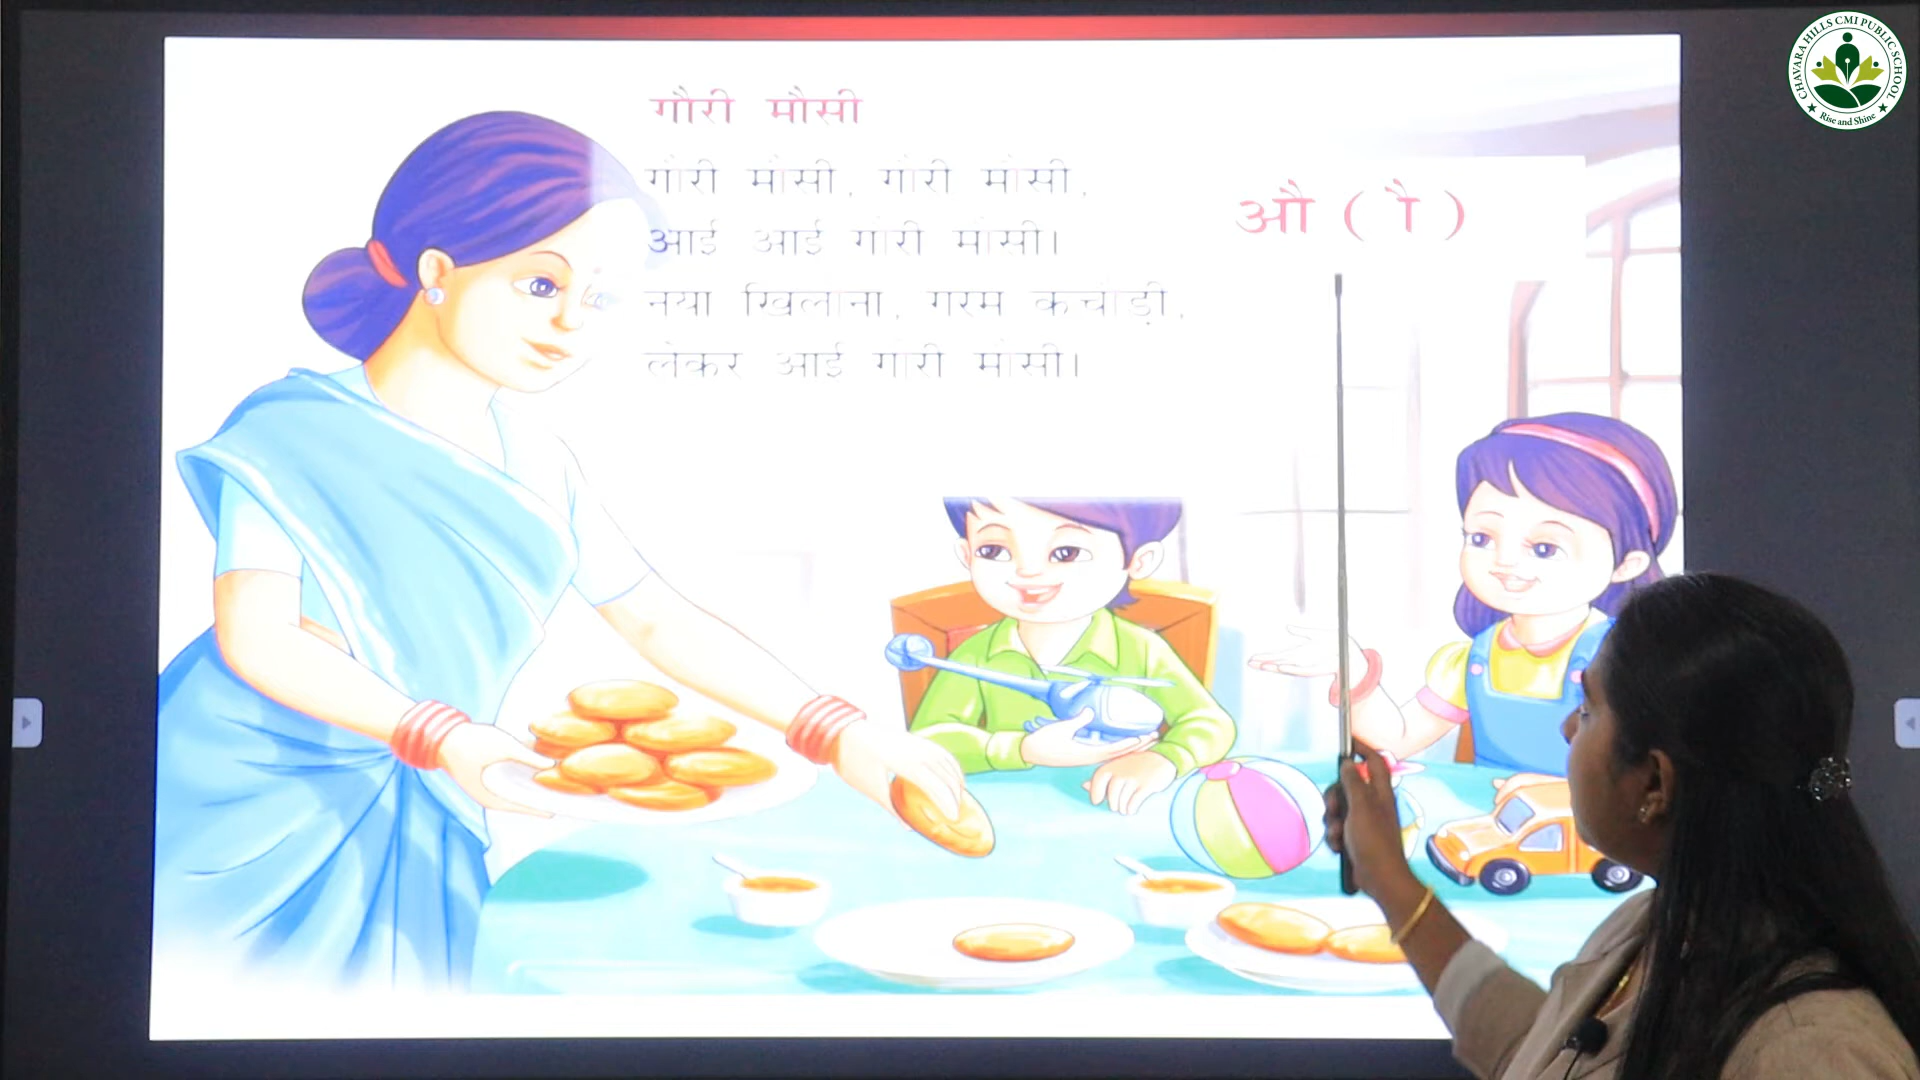 गौरी मौसी
गौरी मौसी, गौरी मौसी,
आई आई गौरी मौसी।
नया खिलौना, गरम कचौड़ी,
लेकर आई गौरी मौसी।
औ ( ौ )
CHAVARA HILLS CMI PUBLIC SCHOOL
Rise and Shine